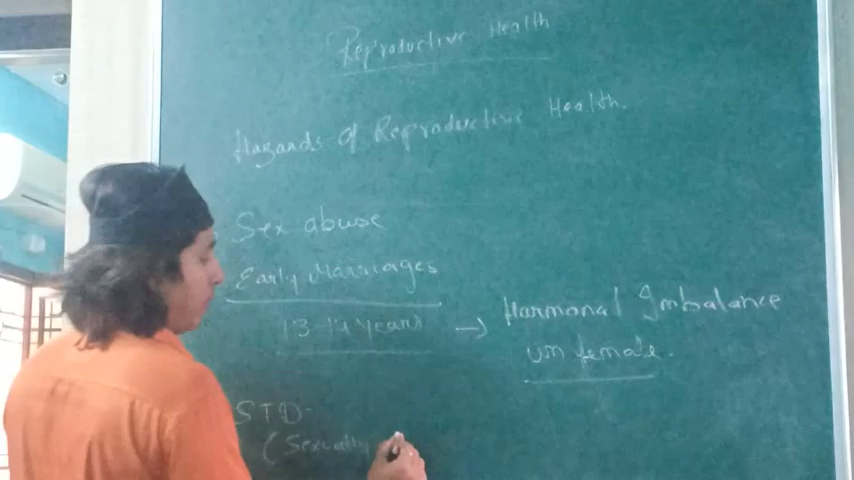 Reproductive Health
Hazards of Reproductive Health.
Sex abuse
Early Marriages
13-14 years → Harmonal Imbalance
in female.
STD-
(Sexually